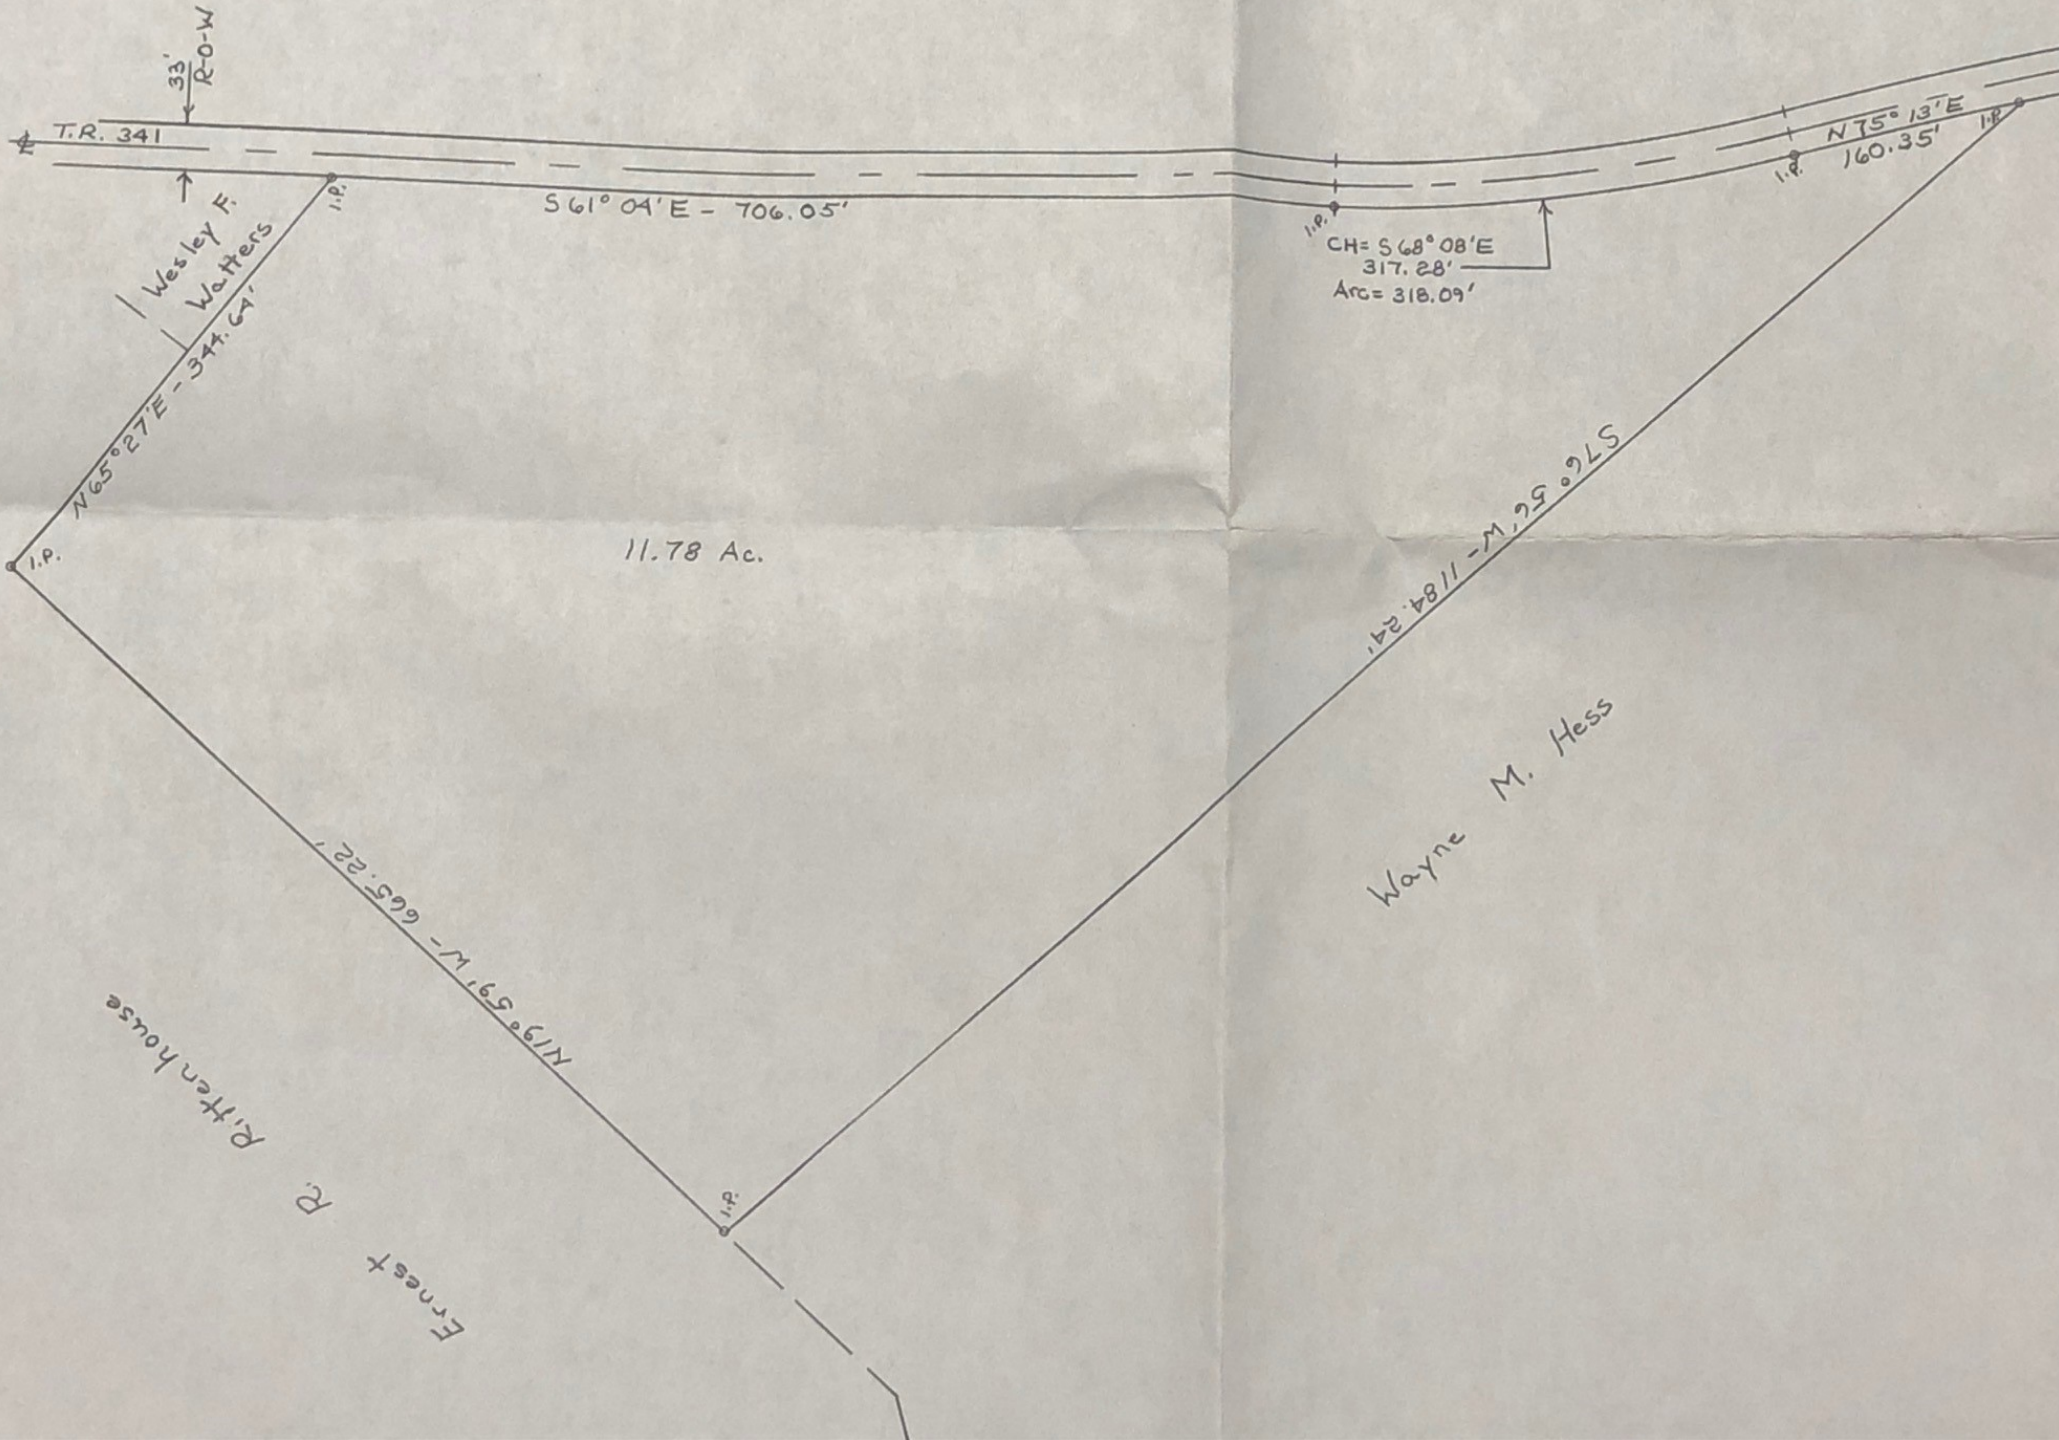 33'
R-O-W
℄ T.R. 341
I.P.
S 61° 04' E - 706.05'
I.P.
CH= S 68° 08' E
317.28'
Arc= 318.09'
I.P.
N 75° 13' E
160.35'
I.P.
Wesley F.
Watters
N 65° 27' E - 344.64'
I.P.
11.78 Ac.
S 76° 56' W - 1184.24'
Wayne M. Hess
N 19° 59' W - 665.22'
I.P.
Ernest R. Rittenhouse